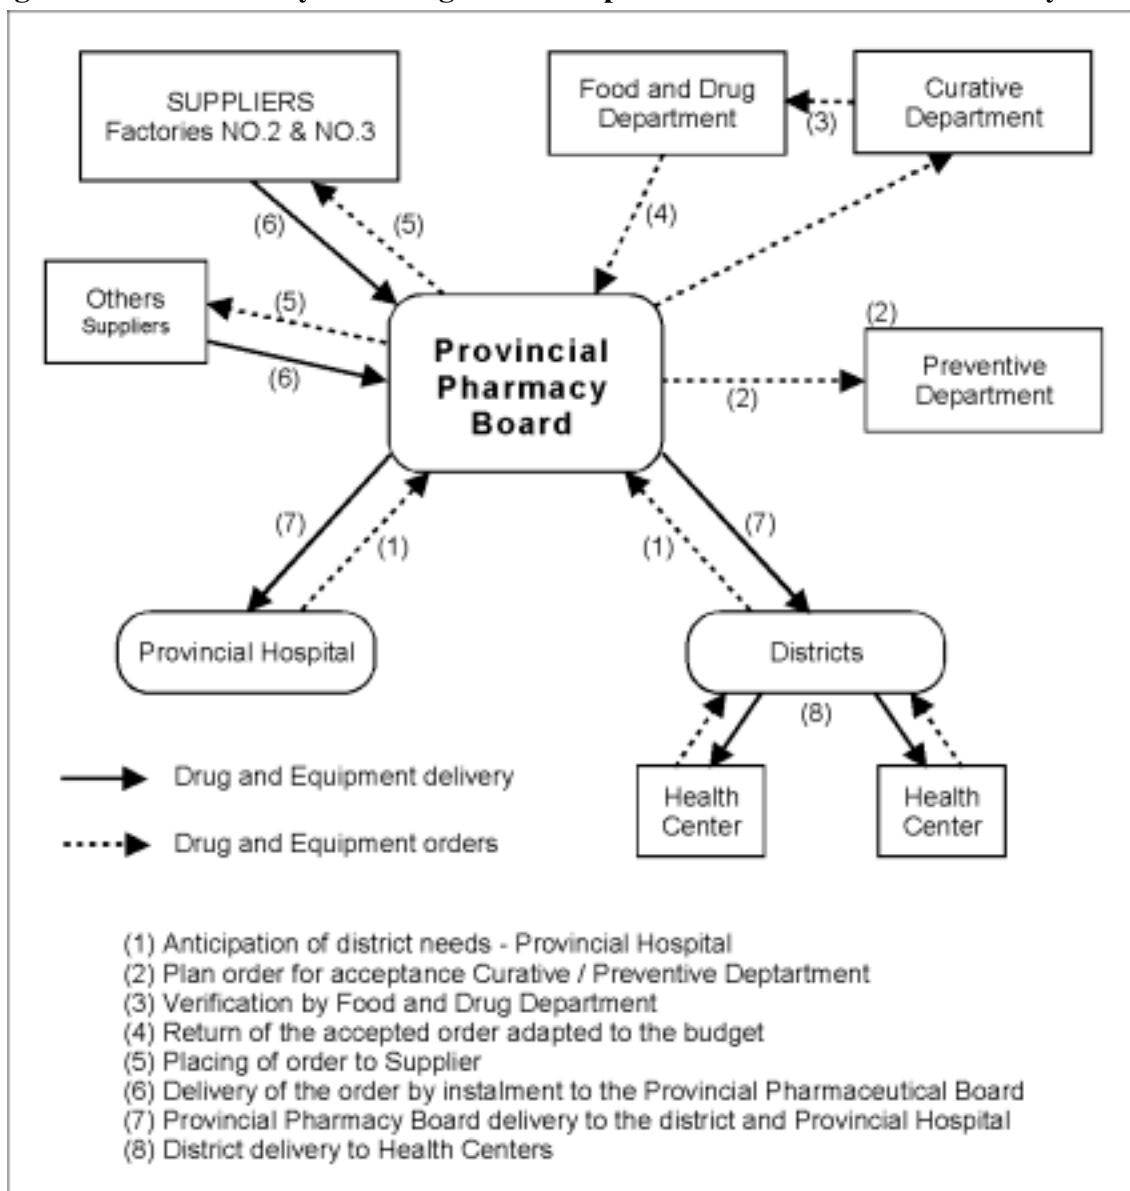 SUPPLIERS
Factories NO.2 & NO.3
Food and Drug
Department
(3)
Curative
Department
(6)
(5)
(4)
Others
Suppliers
(5)
(6)
Provincial
Pharmacy
Board
(2)
(2)
Preventive
Department
(7)
(1)
(1)
(7)
Provincial Hospital
Districts
(8)
Health
Center
Health
Center
Drug and Equipment delivery
Drug and Equipment orders
(1) Anticipation of district needs - Provincial Hospital
(2) Plan order for acceptance Curative / Preventive Deptartment
(3) Verification by Food and Drug Department
(4) Return of the accepted order adapted to the budget
(5) Placing of order to Supplier
(6) Delivery of the order by instalment to the Provincial Pharmaceutical Board
(7) Provincial Pharmacy Board delivery to the district and Provincial Hospital
(8) District delivery to Health Centers